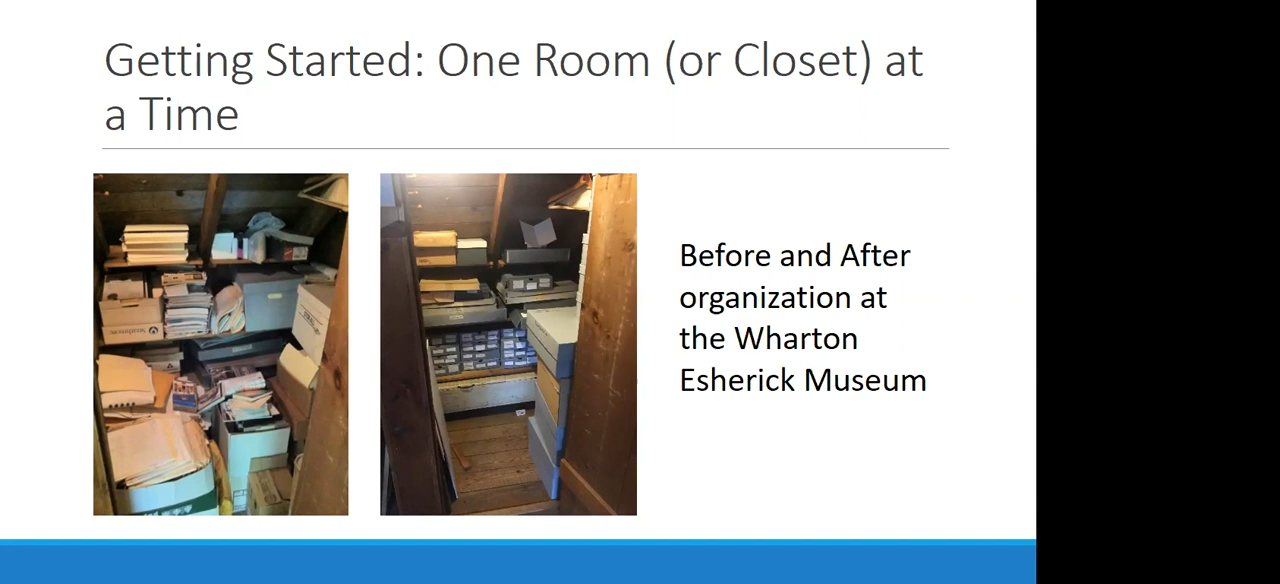 Getting Started: One Room (or Closet) at
a Time
Before and After
organization at
the Wharton
Esherick Museum